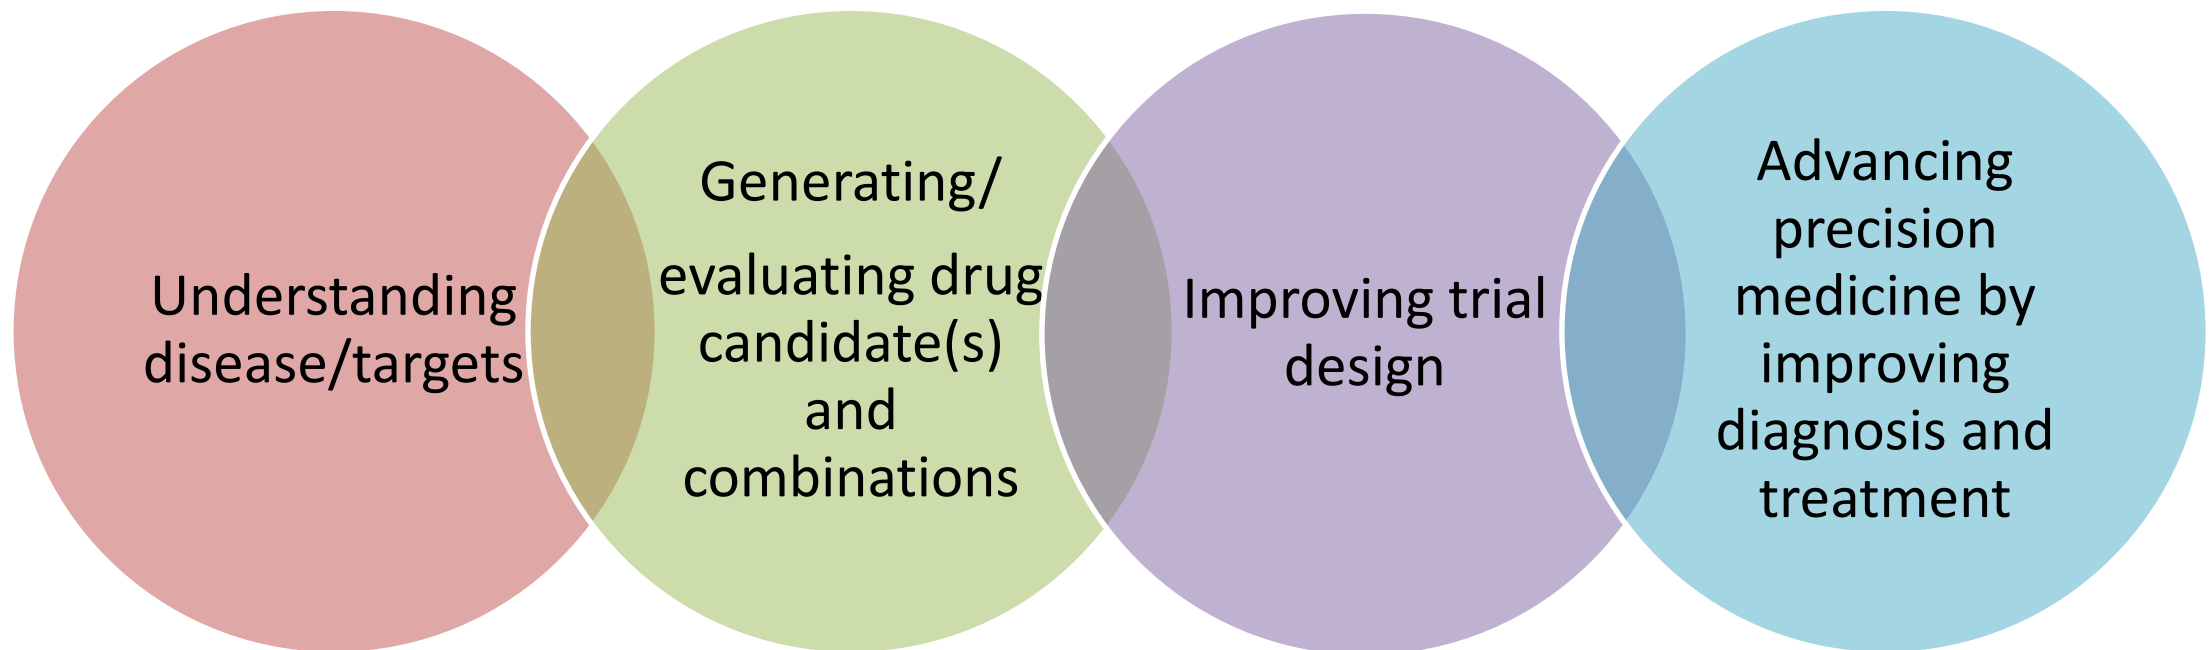 Understanding
disease/targets
Generating/
evaluating drug
candidate(s)
and
combinations
Improving trial
design
Advancing
precision
medicine by
improving
diagnosis and
treatment